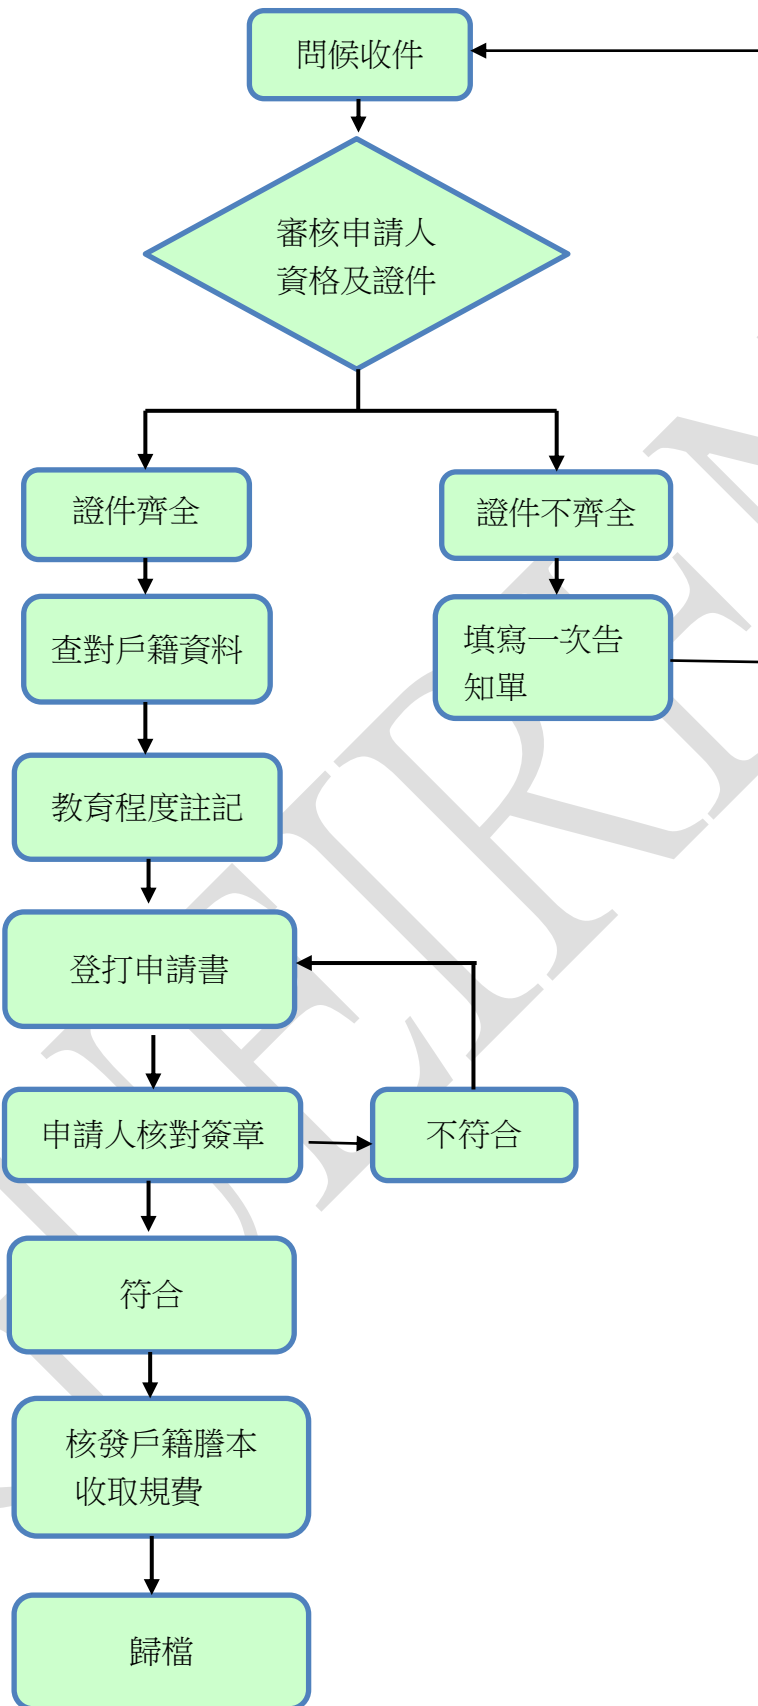 問候收件
審核申請人
資格及證件
證件齊全
證件不齊全
查對戶籍資料
填寫一次告
知單
教育程度註記
登打申請書
申請人核對簽章
不符合
符合
核發戶籍謄本
收取規費
歸檔